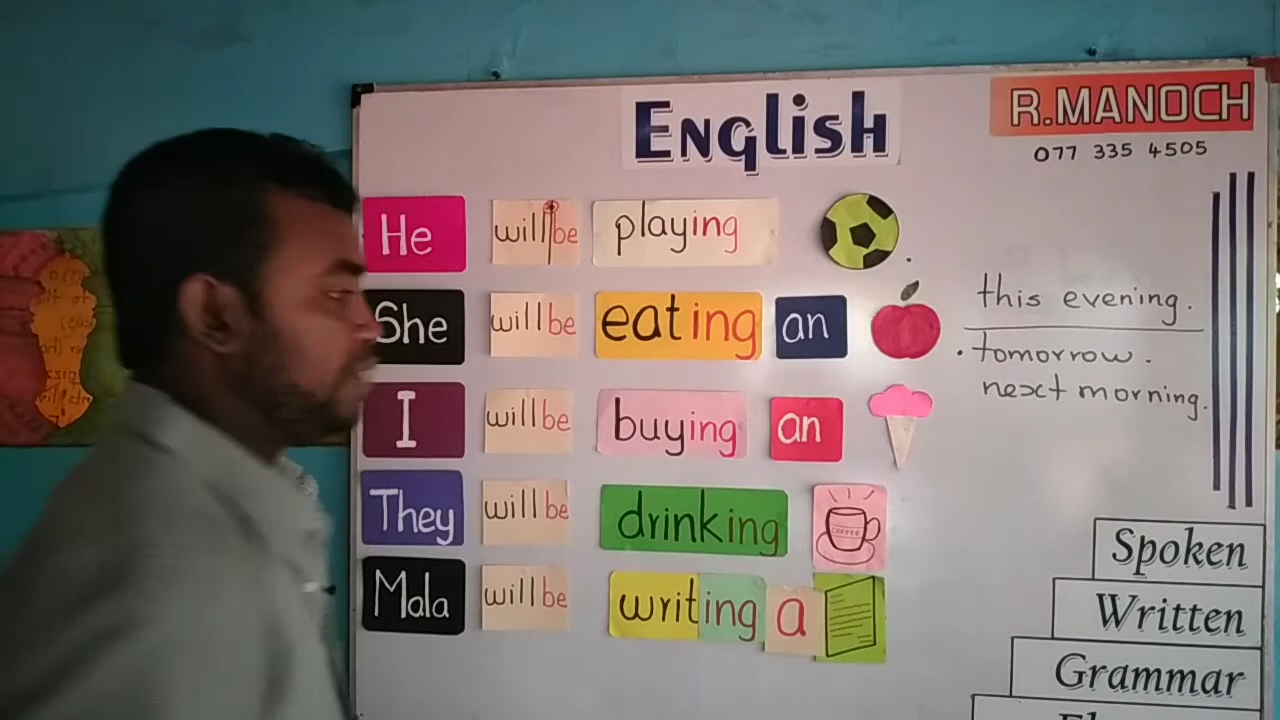 English
R.MANOCH
077 335 4505
He will be playing
She will be eating an
I will be buying an
They will be drinking
COFFEE
Mala will be writing a
this evening.
tomorrow.
next morning.
Spoken
Written
Grammar